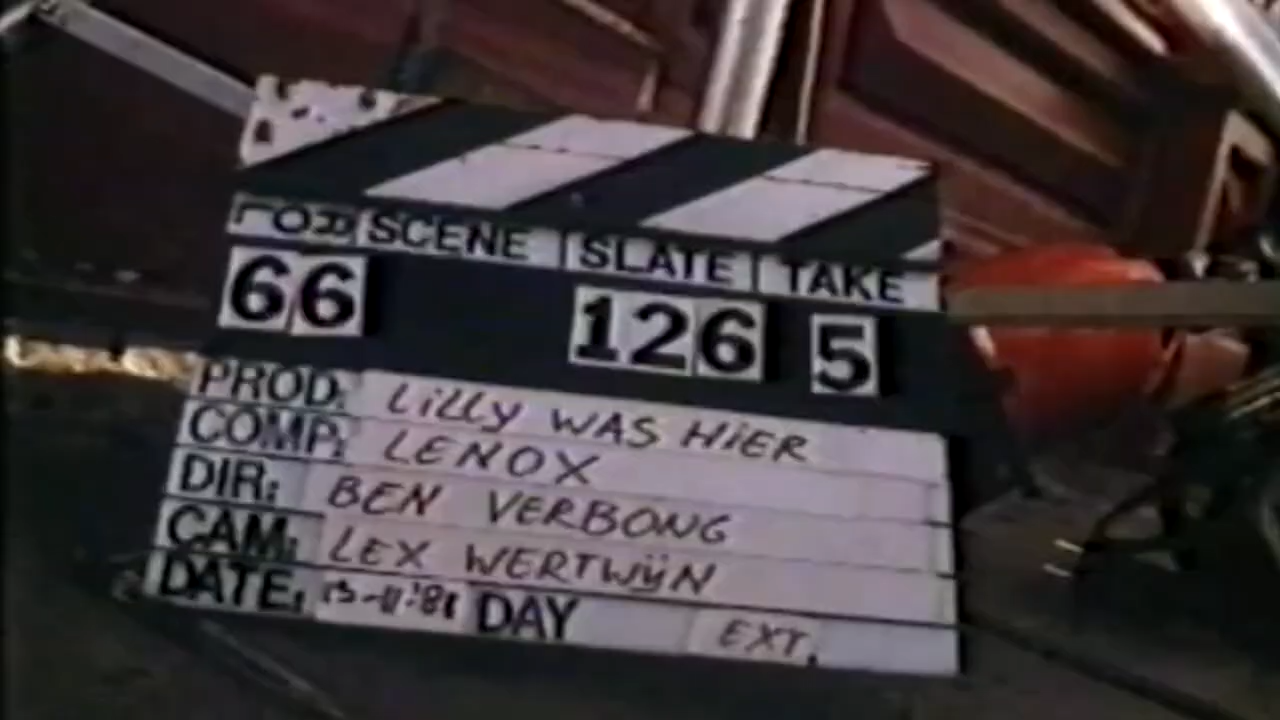 SCENE SLATE TAKE
66 126 5
PROD: LiLLY WAS HiER
COMP: LENOX
DIR: BEN VERBONG
CAM: LEX WERTWijN
DATE: DAY EXT.